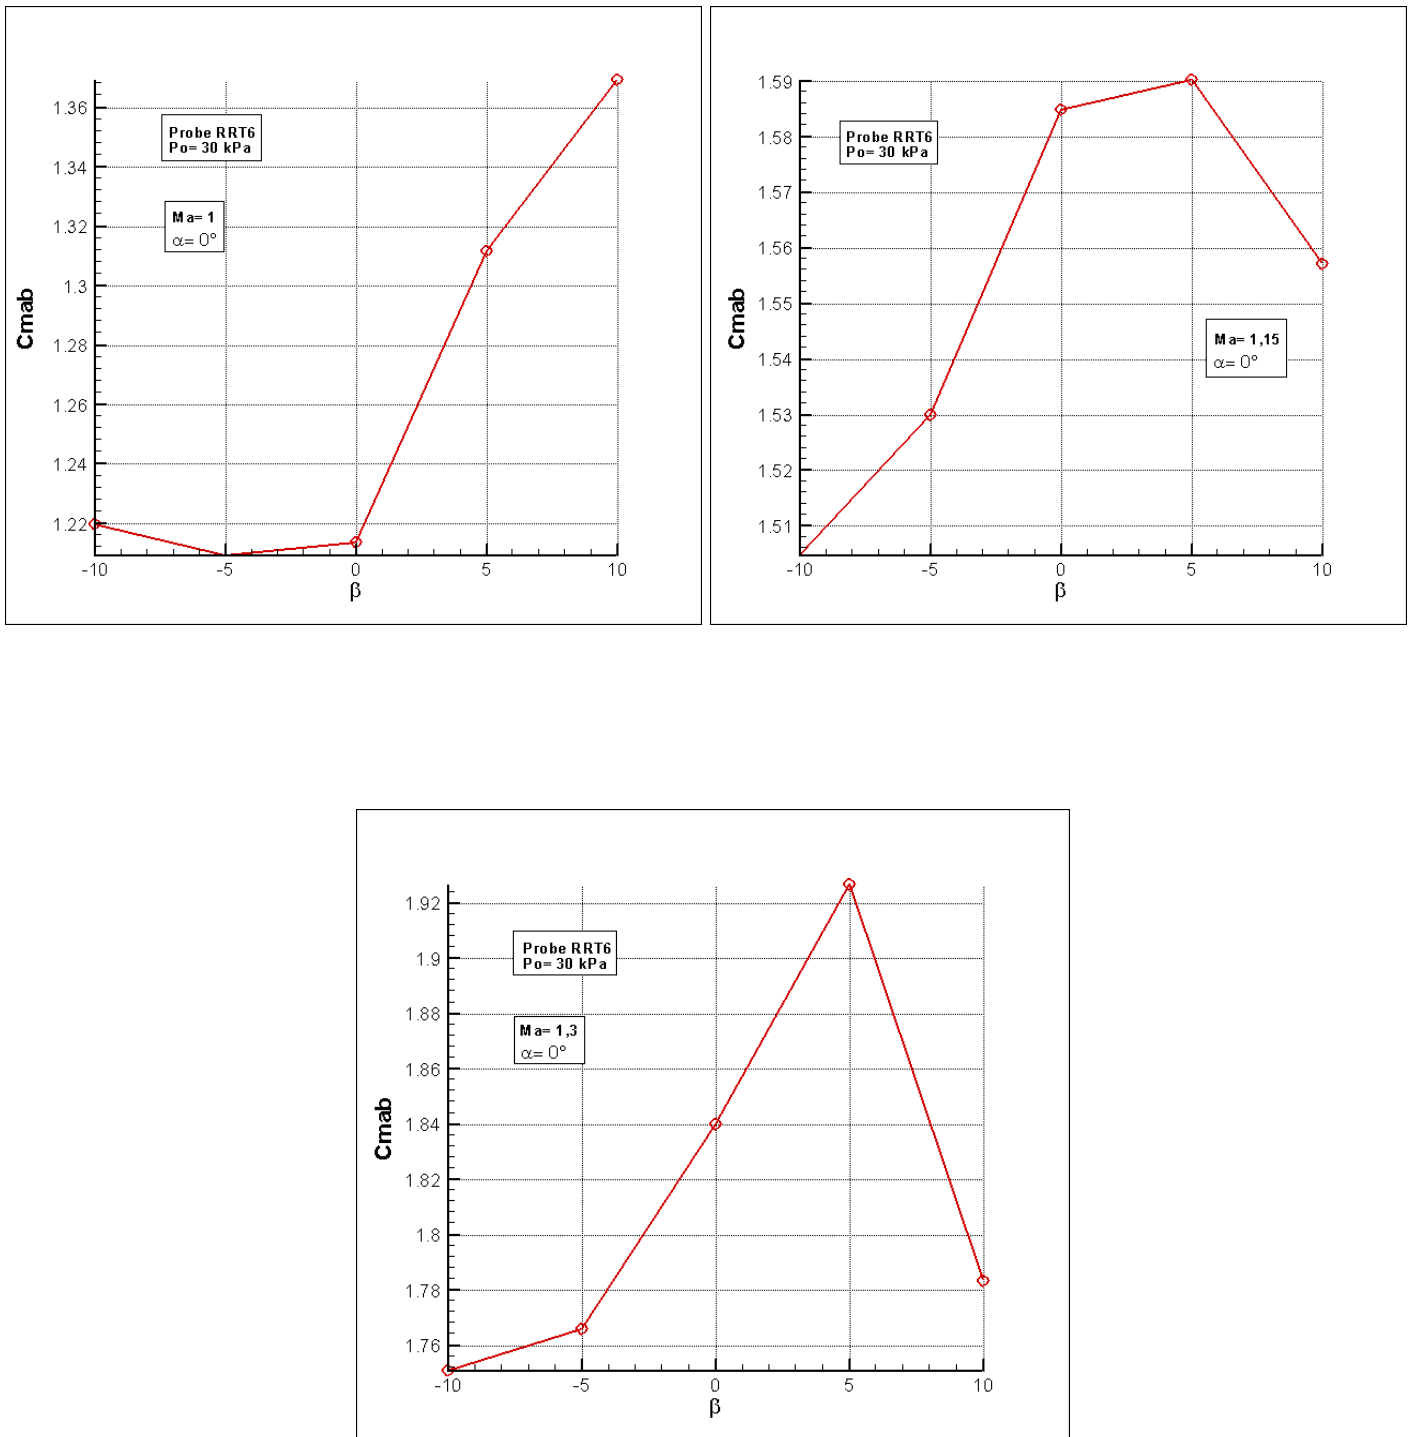 1.36
1.34
1.32
1.3
1.28
1.26
1.24
1.22
Cmab
Probe RRT6
Po= 30 kPa
Ma= 1
α= 0°
-10 -5 0 5 10
β
1.59
1.58
1.57
1.56
1.55
1.54
1.53
1.52
1.51
Cmab
Probe RRT6
Po= 30 kPa
Ma= 1,15
α= 0°
-10 -5 0 5 10
β
1.92
1.9
1.88
1.86
1.84
1.82
1.8
1.78
1.76
Cmab
Probe RRT6
Po= 30 kPa
Ma= 1,3
α= 0°
-10 -5 0 5 10
β